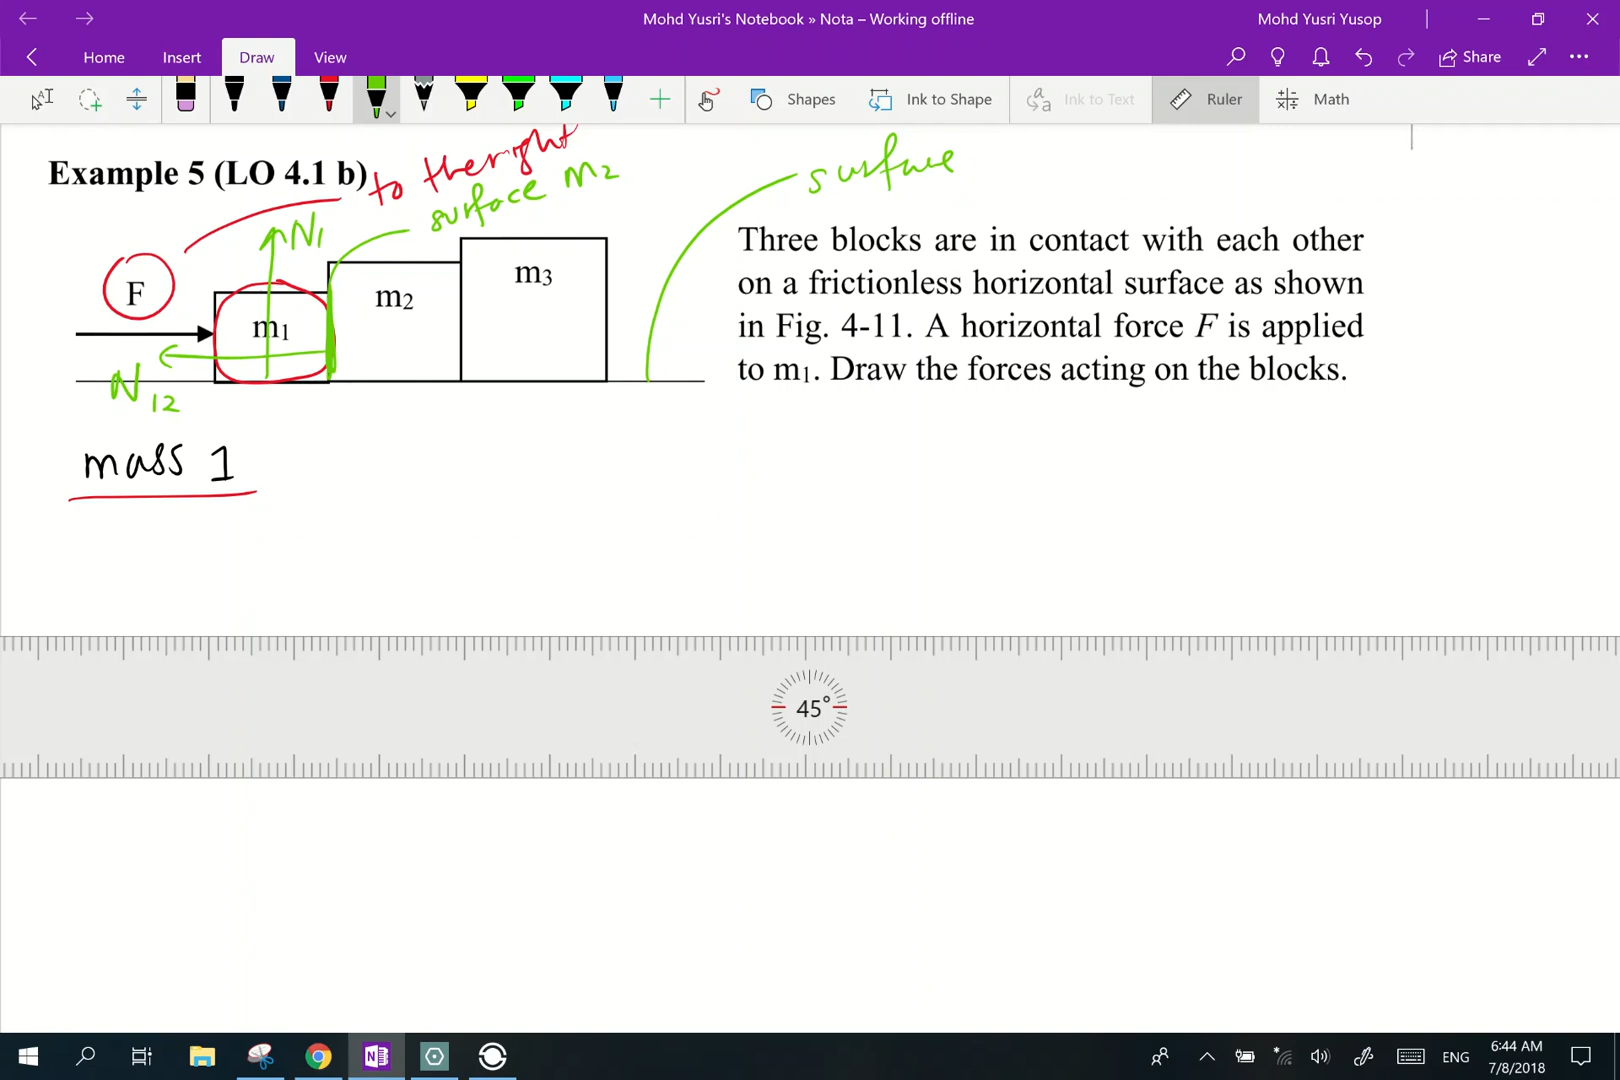 Mohd Yusri's Notebook » Nota – Working offline
Mohd Yusri Yusop
Home Insert Draw View
Share
Shapes Ink to Shape Ink to Text Ruler Math
Example 5 (LO 4.1 b)
to the right
surface m2
surface
N1
F
m1
m2
m3
N12
Three blocks are in contact with each other
on a frictionless horizontal surface as shown
in Fig. 4-11. A horizontal force F is applied
to m1. Draw the forces acting on the blocks.
mass 1
45°
ENG
6:44 AM
7/8/2018